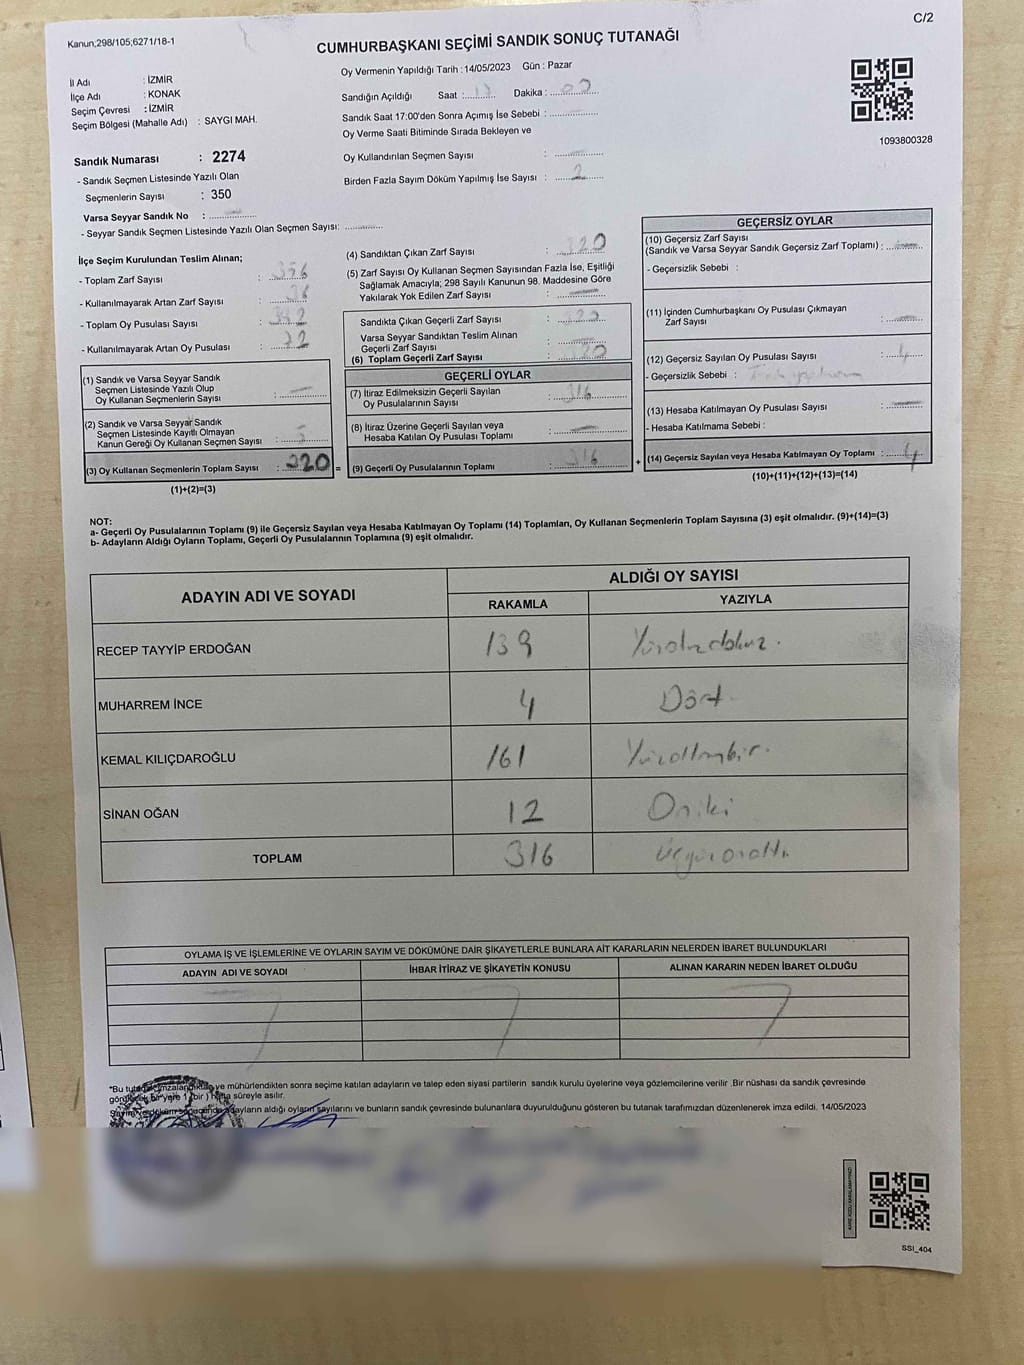 C/2
Kanun;298/105;6271/18-1
CUMHURBAŞKANI SEÇİMİ SANDIK SONUÇ TUTANAĞI
Oy Vermenin Yapıldığı Tarih : 14/05/2023 Gün : Pazar
İl Adı : İZMİR
İlçe Adı : KONAK
Seçim Çevresi : İZMİR
Seçim Bölgesi (Mahalle Adı) : SAYGI MAH.
Sandığın Açıldığı Saat : 17 Dakika : 00
Sandık Saat 17:00'den Sonra Açımış İse Sebebi :
Oy Verme Saati Bitiminde Sırada Bekleyen ve
Oy Kullandırılan Seçmen Sayısı :
Birden Fazla Sayım Döküm Yapılmış İse Sayısı : 2
1093800328
Sandık Numarası : 2274
- Sandık Seçmen Listesinde Yazılı Olan
Seçmenlerin Sayısı : 350
Varsa Seyyar Sandık No :
- Seyyar Sandık Seçmen Listesinde Yazılı Olan Seçmen Sayısı:
İlçe Seçim Kurulundan Teslim Alınan;
- Toplam Zarf Sayısı :
- Kullanılmayarak Artan Zarf Sayısı :
- Toplam Oy Pusulası Sayısı :
- Kullanılmayarak Artan Oy Pusulası :
(1) Sandık ve Varsa Seyyar Sandık
Seçmen Listesinde Yazılı Olup
Oy Kullanan Seçmenlerin Sayısı :
(2) Sandık ve Varsa Seyyar Sandık
Seçmen Listesinde Kayıtlı Olmayan
Kanun Gereği Oy Kullanan Seçmen Sayısı : 5
(3) Oy Kullanan Seçmenlerin Toplam Sayısı : 320 =
(1)+(2)=(3)
(4) Sandıktan Çıkan Zarf Sayısı : 320
(5) Zarf Sayısı Oy Kullanan Seçmen Sayısından Fazla İse, Eşitliği
Sağlamak Amacıyla; 298 Sayılı Kanunun 98. Maddesine Göre
Yakılarak Yok Edilen Zarf Sayısı :
Sandıkta Çıkan Geçerli Zarf Sayısı : 320
Varsa Seyyar Sandıktan Teslim Alınan
Geçerli Zarf Sayısı :
(6) Toplam Geçerli Zarf Sayısı : 320
GEÇERLİ OYLAR
(7) İtiraz Edilmeksizin Geçerli Sayılan
Oy Pusulalarının Sayısı : 316
(8) İtiraz Üzerine Geçerli Sayılan veya
Hesaba Katılan Oy Pusulası Toplamı :
(9) Geçerli Oy Pusulalarının Toplamı : 316 +
GEÇERSİZ OYLAR
(10) Geçersiz Zarf Sayısı
(Sandık ve Varsa Seyyar Sandık Geçersiz Zarf Toplamı) :
- Geçersizlik Sebebi :
(11) İçinden Cumhurbaşkanı Oy Pusulası Çıkmayan
Zarf Sayısı :
(12) Geçersiz Sayılan Oy Pusulası Sayısı : 4
- Geçersizlik Sebebi :
(13) Hesaba Katılmayan Oy Pusulası Sayısı :
- Hesaba Katılmama Sebebi :
(14) Geçersiz Sayılan veya Hesaba Katılmayan Oy Toplamı : 4
(10)+(11)+(12)+(13)=(14)
NOT:
a- Geçerli Oy Pusulalarının Toplamı (9) ile Geçersiz Sayılan veya Hesaba Katılmayan Oy Toplamı (14) Toplamları, Oy Kullanan Seçmenlerin Toplam Sayısına (3) eşit olmalıdır. (9)+(14)=(3)
b- Adayların Aldığı Oyların Toplamı, Geçerli Oy Pusulalarının Toplamına (9) eşit olmalıdır.
ADAYIN ADI VE SOYADI
ALDIĞI OY SAYISI
RAKAMLA YAZIYLA
RECEP TAYYİP ERDOĞAN 139 Yüzotuzdokuz.
MUHARREM İNCE 4 Dört
KEMAL KILIÇDAROĞLU 161 Yüzaltmışbir.
SİNAN OĞAN 12 Oniki
TOPLAM 316 Üçyüzonaltı
OYLAMA İŞ VE İŞLEMLERİNE VE OYLARIN SAYIM VE DÖKÜMÜNE DAİR ŞİKAYETLERLE BUNLARA AİT KARARLARIN NELERDEN İBARET BULUNDUKLARI
ADAYIN ADI VE SOYADI İHBAR İTİRAZ VE ŞİKAYETİN KONUSU ALINAN KARARIN NEDEN İBARET OLDUĞU
"Bu tutanak imzalandıktan ve mühürlendikten sonra seçime katılan adayların ve talep eden siyasi partilerin sandık kurulu üyelerine veya gözlemcilerine verilir .Bir nüshası da sandık çevresinde
görülecek bir yere 1 (bir ) hafta süreyle asılır.
adayların aldığı oyların sayılarını ve bunların sandık çevresinde bulunanlara duyurulduğunu gösteren bu tutanak tarafımızdan düzenlenerek imza edildi. 14/05/2023
SSI_404